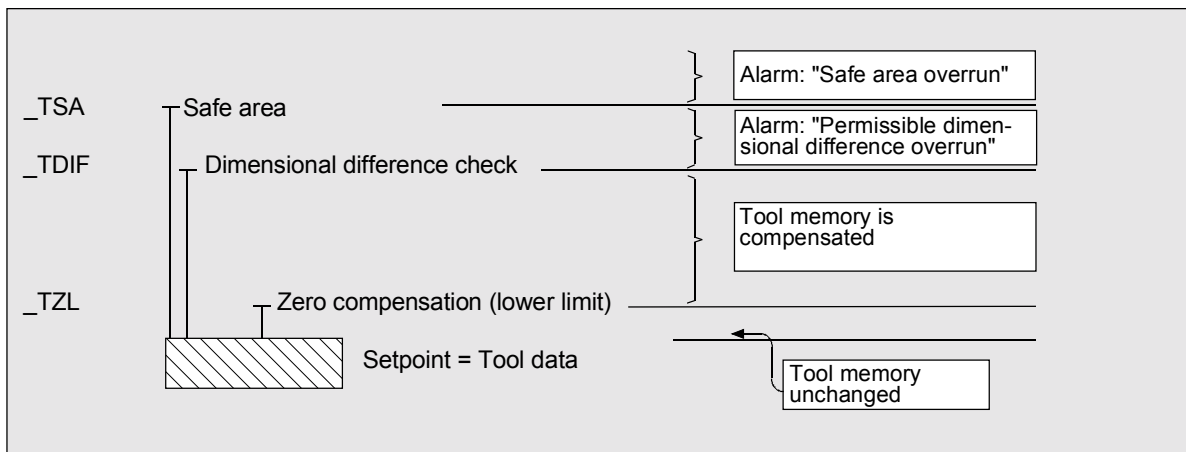 Alarm: "Safe area overrun"
_TSA
Safe area
Alarm: "Permissible dimen-
sional difference overrun"
_TDIF
Dimensional difference check
Tool memory is
compensated
_TZL
Zero compensation (lower limit)
Setpoint = Tool data
Tool memory
unchanged